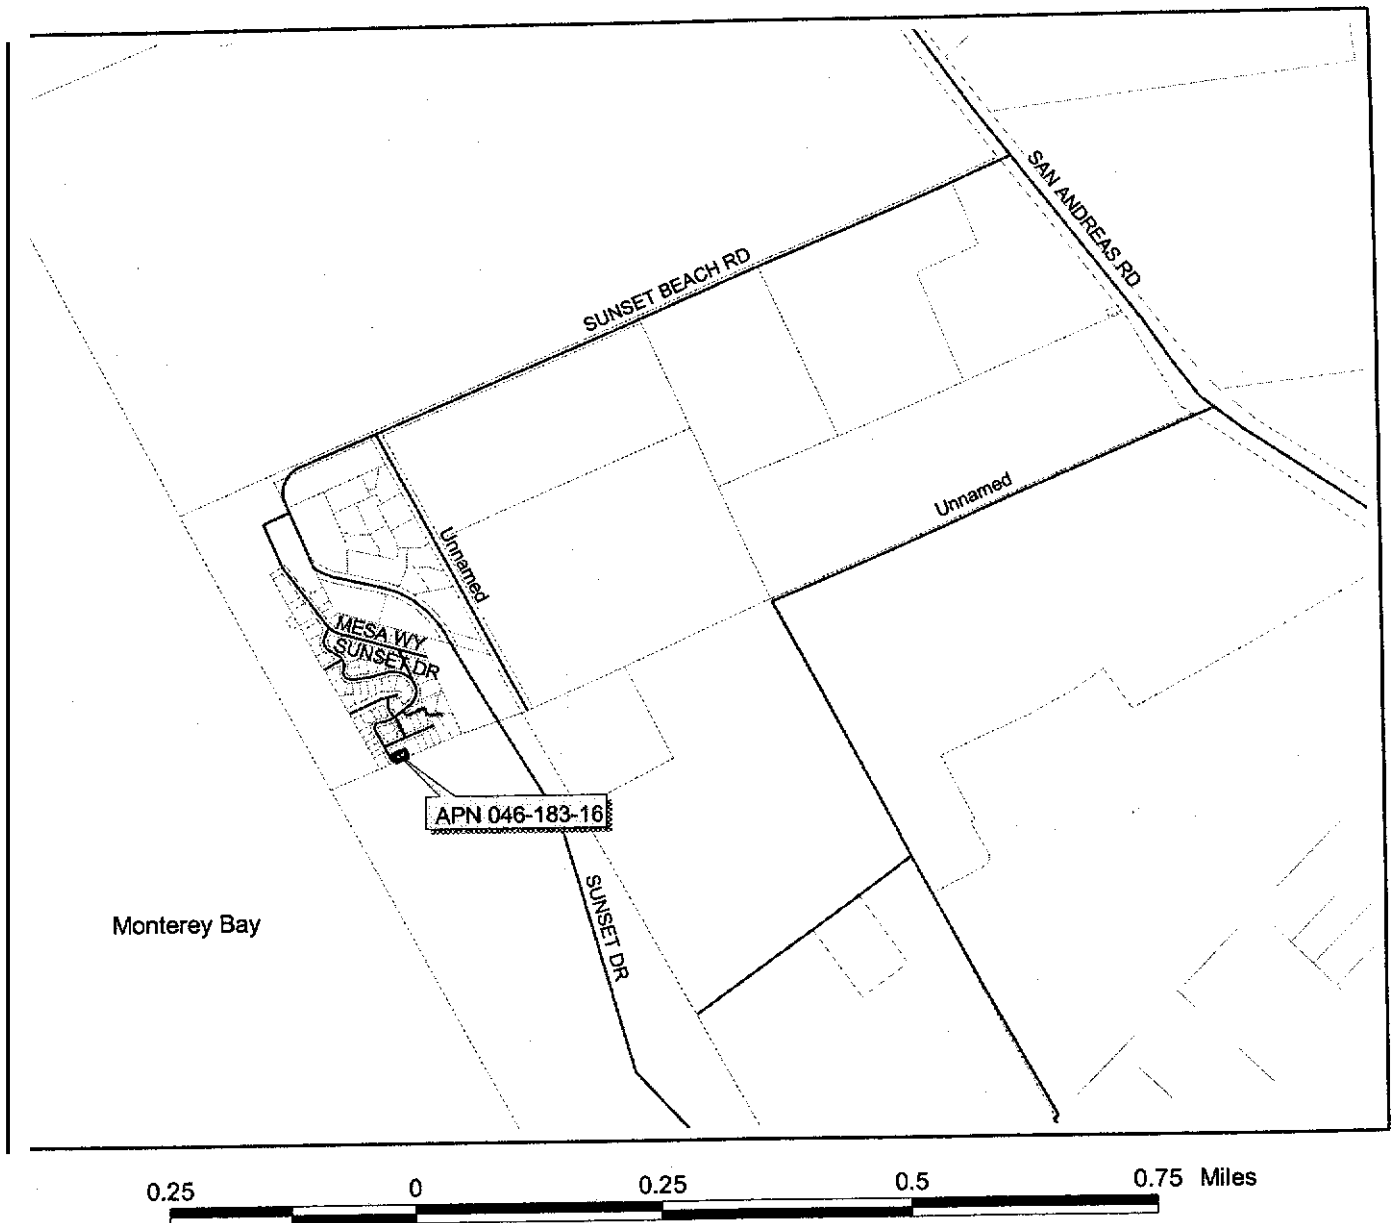 SAN ANDREAS RD
SUNSET BEACH RD
Unnamed
Unnamed
MESA WY
SUNSET DR
APN 046-183-16
SUNSET DR
Monterey Bay
0.25 0 0.25 0.5 0.75 Miles